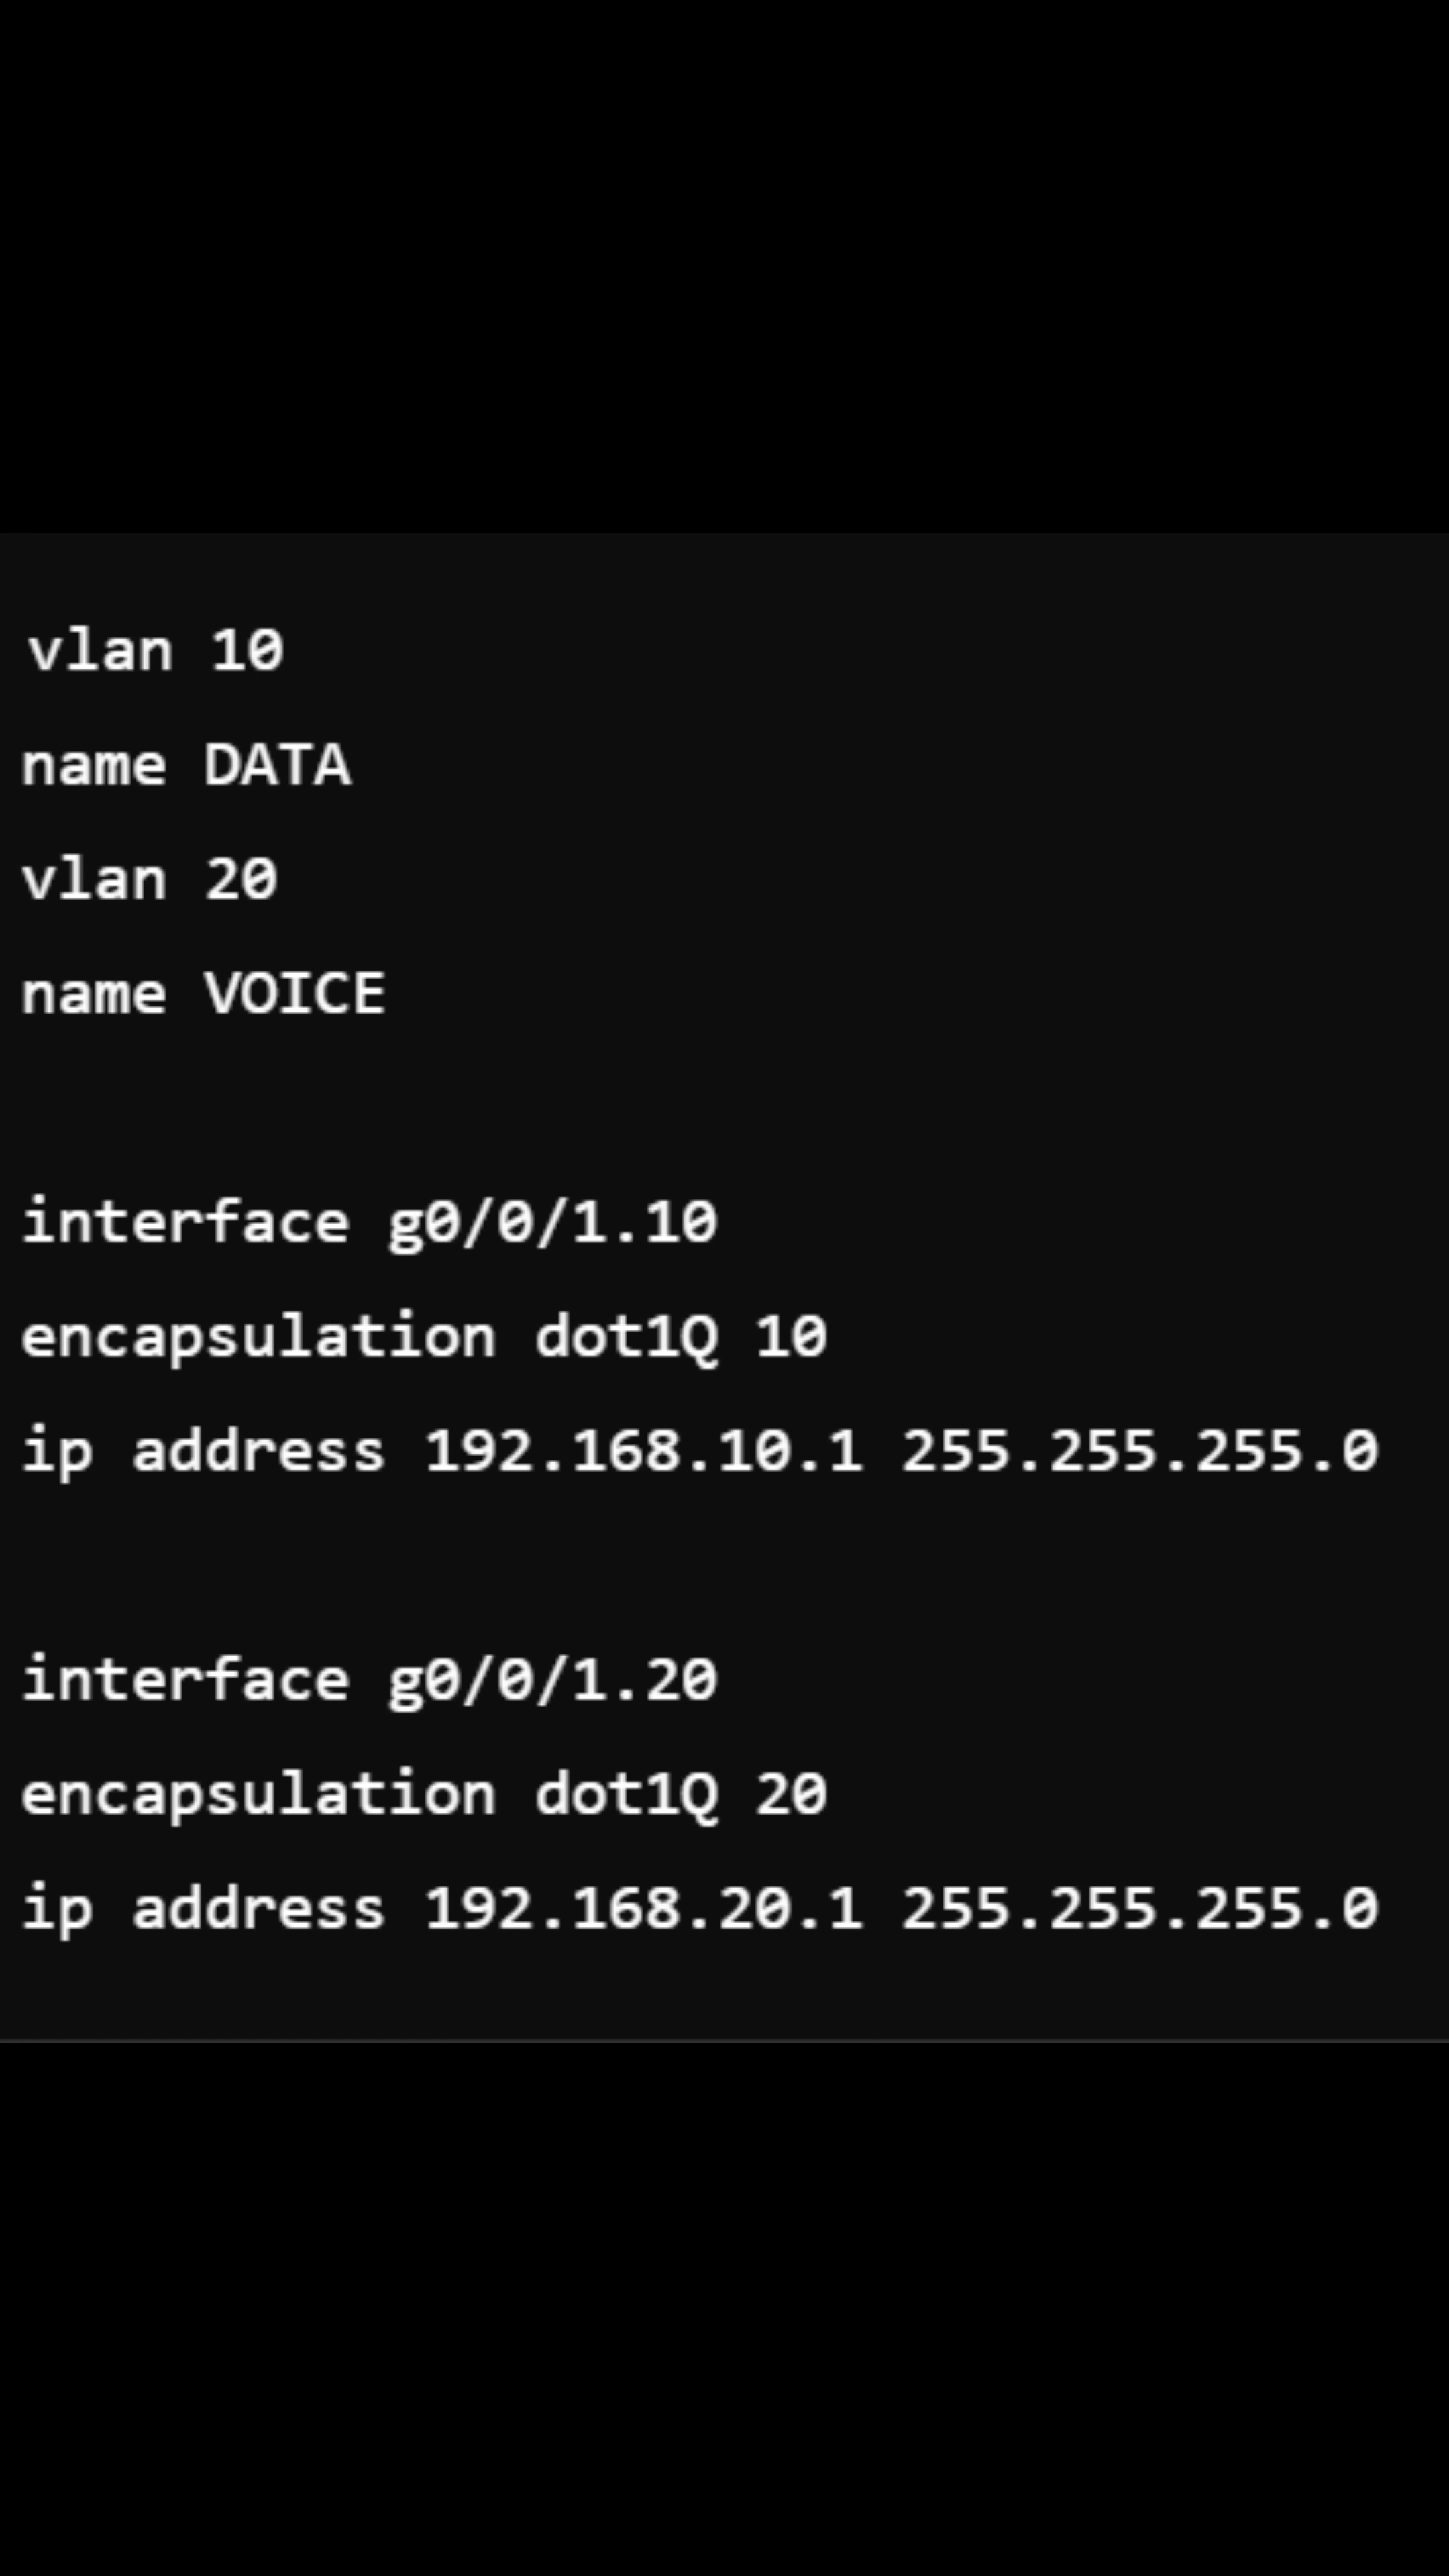 vlan 10
name DATA
vlan 20
name VOICE
interface g0/0/1.10
encapsulation dot1Q 10
ip address 192.168.10.1 255.255.255.0
interface g0/0/1.20
encapsulation dot1Q 20
ip address 192.168.20.1 255.255.255.0